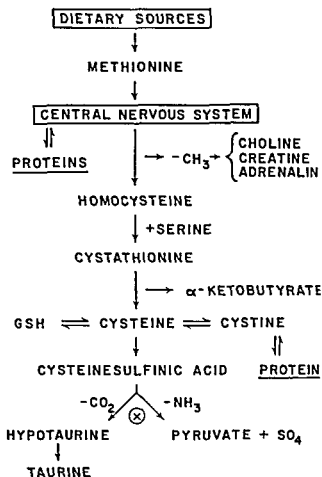 DIETARY SOURCES
METHIONINE
CENTRAL NERVOUS SYSTEM
PROTEINS
-CH3
CHOLINE
CREATINE
ADRENALIN
HOMOCYSTEINE
+SERINE
CYSTATHIONINE
α-KETOBUTYRATE
GSH CYSTEINE CYSTINE
CYSTEINESULFINIC ACID PROTEIN
-CO2 -NH3
HYPOTAURINE PYRUVATE + SO4
TAURINE